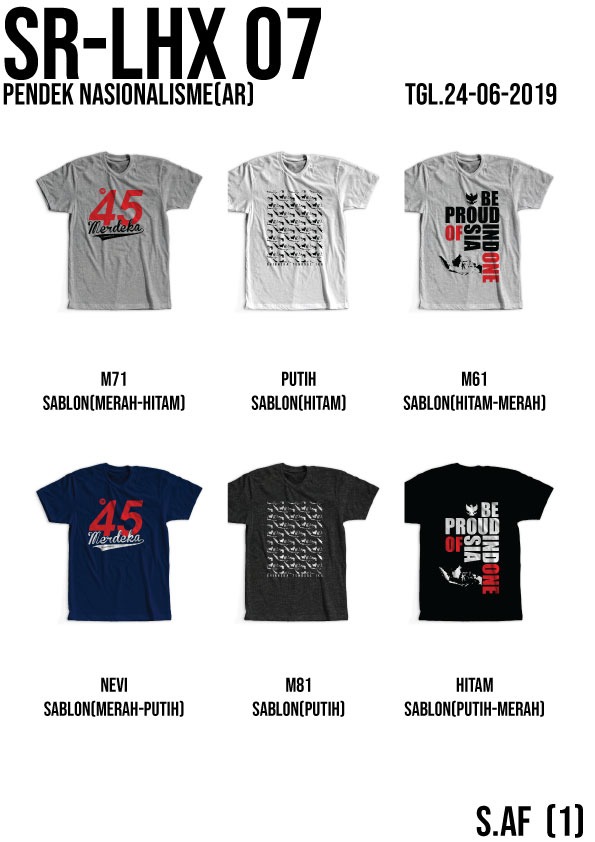 SR-LHX 07
PENDEK NASIONALISME(AR)
TGL.24-06-2019
45
Merdeka
BE
PROUD
OF
INDONESIA
M71
SABLON(MERAH-HITAM)
PUTIH
SABLON(HITAM)
M61
SABLON(HITAM-MERAH)
45
Merdeka
BE
PROUD
OF
INDONESIA
NEVI
SABLON(MERAH-PUTIH)
M81
SABLON(PUTIH)
HITAM
SABLON(PUTIH-MERAH)
S.AF (1)